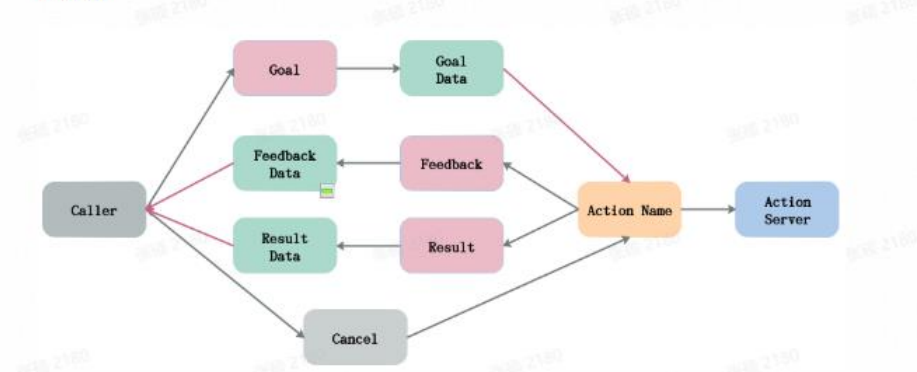 Goal
Goal
Data
Feedback
Data
Feedback
Caller
Action Name
Action
Server
Result
Data
Result
Cancel